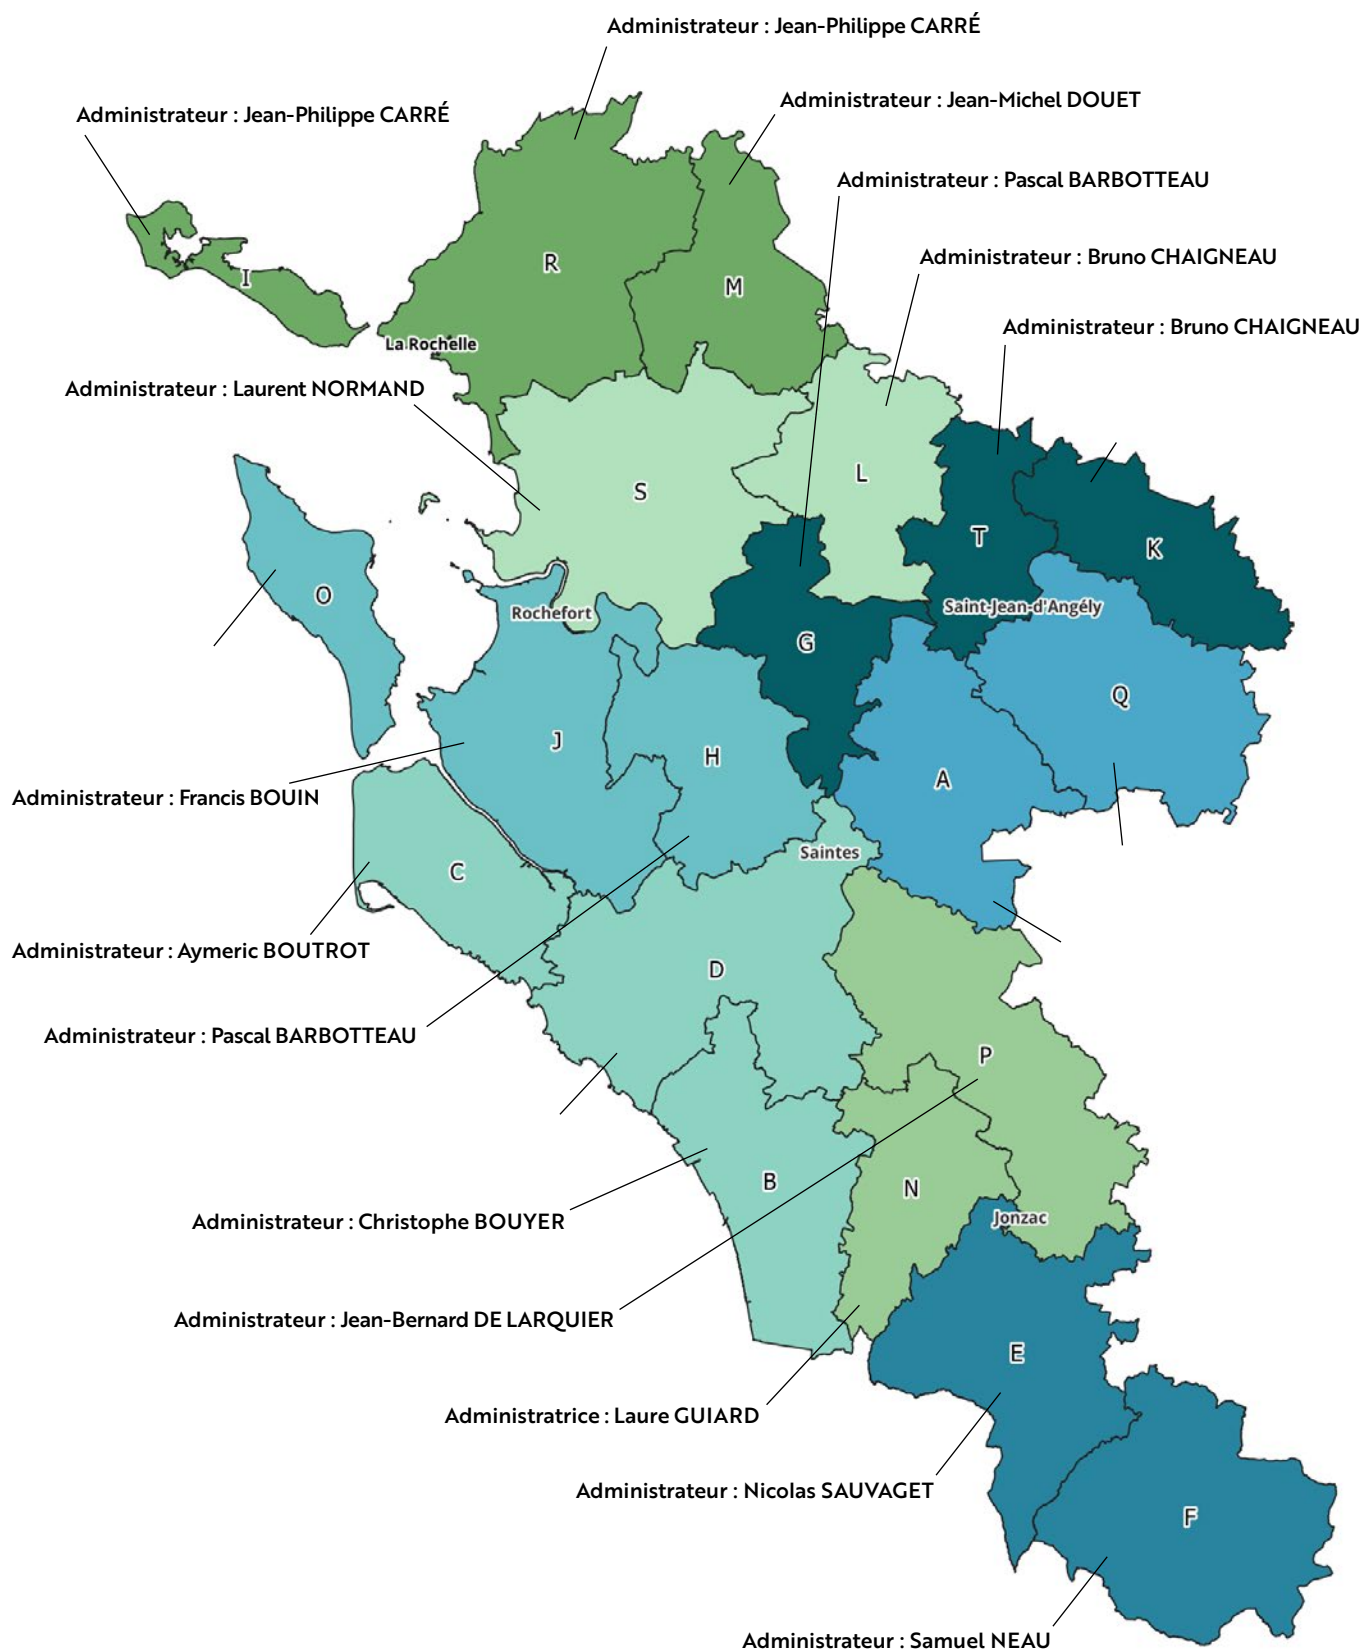 Administrateur : Jean-Philippe CARRÉ
Administrateur : Jean-Michel DOUET
Administrateur : Jean-Philippe CARRÉ
Administrateur : Pascal BARBOTTEAU
Administrateur : Bruno CHAIGNEAU
R
I
M
Administrateur : Bruno CHAIGNEAU
La Rochelle
Administrateur : Laurent NORMAND
L
S
T
K
O
Saint-Jean-d'Angély
Rochefort
G
Q
J
H
A
Administrateur : Francis BOUIN
Saintes
C
Administrateur : Aymeric BOUTROT
D
Administrateur : Pascal BARBOTTEAU
P
B
N
Administrateur : Christophe BOUYER
Jonzac
Administrateur : Jean-Bernard DE LARQUIER
E
Administratrice : Laure GUIARD
Administrateur : Nicolas SAUVAGET
F
Administrateur : Samuel NEAU